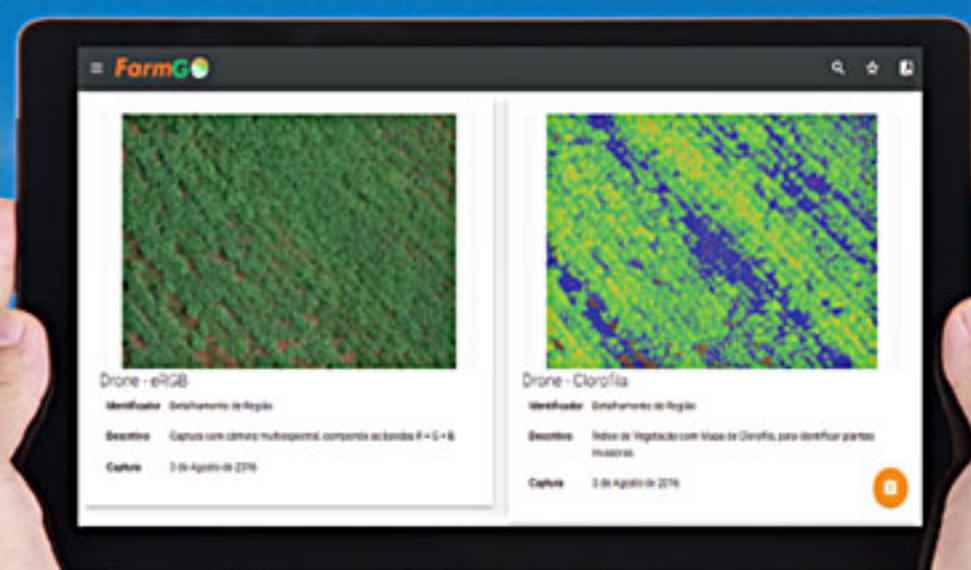 FarmGO
Drone - eRGB
Identificador Detalhamento de Região
Descritivo Captura com câmera multiespectral, compondo as bandas R + G + B
Captura 3 de Agosto de 2016
Drone - Clorofila
Identificador Detalhamento de Região
Descritivo Índice de Vegetação com Mapa de Clorofila, para identificar plantas
invasoras.
Captura 3 de Agosto de 2016